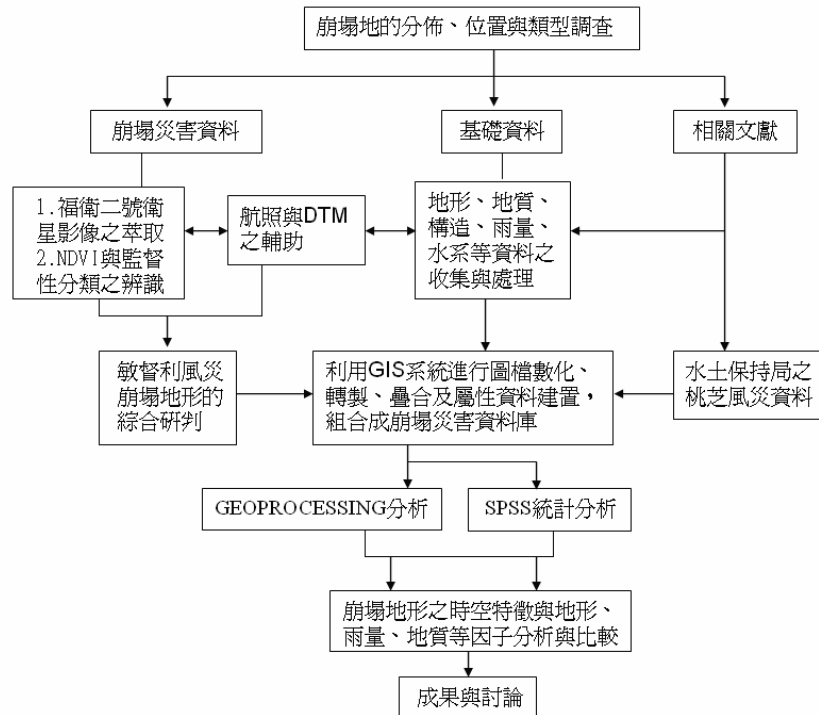 崩塌地的分佈、位置與類型調查
崩塌災害資料
基礎資料
相關文獻
1.福衛二號衛
星影像之萃取
2.NDVI與監督
性分類之辨識
航照與DTM
之輔助
地形、地質、
構造、雨量、
水系等資料之
收集與處理
敏督利風災
崩塌地形的
綜合研判
利用GIS系統進行圖檔數化、
轉製、疊合及屬性資料建置，
組合成崩塌災害資料庫
水土保持局之
桃芝風災資料
GEOPROCESSING分析
SPSS統計分析
崩塌地形之時空特徵與地形、
雨量、地質等因子分析與比較
成果與討論